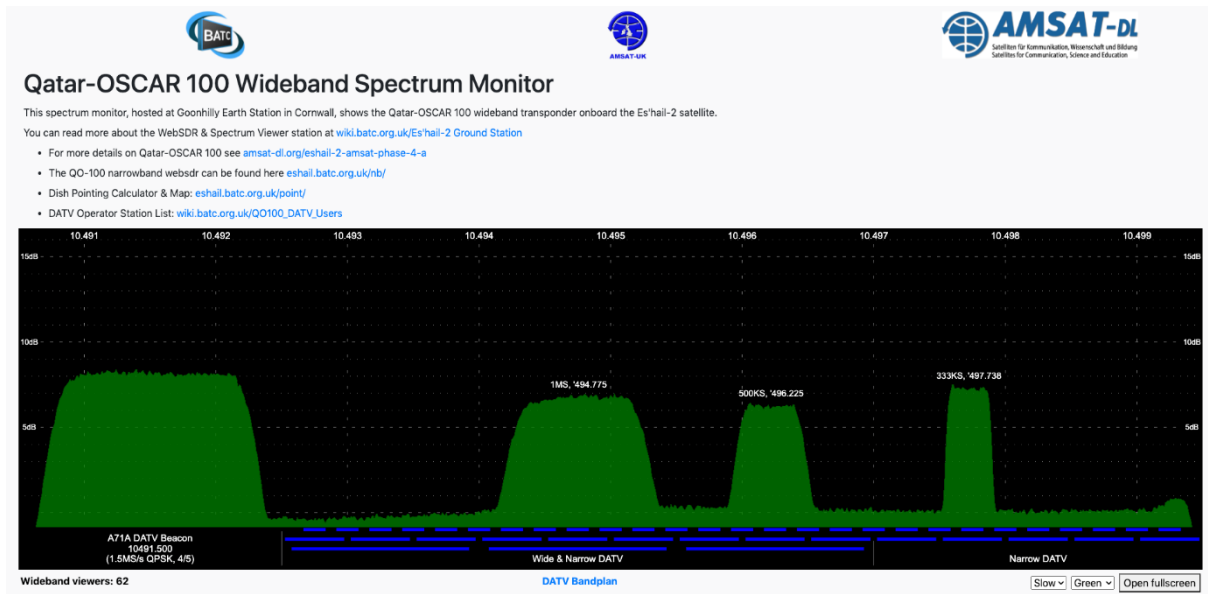 BATC
AMSAT-UK
AMSAT-DL
Satelliten für Kommunikation, Wissenschaft und Bildung
Satellites for Communication, Science and Education
Qatar-OSCAR 100 Wideband Spectrum Monitor
This spectrum monitor, hosted at Goonhilly Earth Station in Cornwall, shows the Qatar-OSCAR 100 wideband transponder onboard the Es'hail-2 satellite.
You can read more about the WebSDR & Spectrum Viewer station at wiki.batc.org.uk/Es'hail-2 Ground Station
• For more details on Qatar-OSCAR 100 see amsat-dl.org/eshail-2-amsat-phase-4-a
• The QO-100 narrowband websdr can be found here eshail.batc.org.uk/nb/
• Dish Pointing Calculator & Map: eshail.batc.org.uk/point/
• DATV Operator Station List: wiki.batc.org.uk/QO100_DATV_Users
10.491 10.492 10.493 10.494 10.495 10.496 10.497 10.498 10.499
15dB 15dB
10dB 10dB
333KS, '497.738
1MS, '494.775
500KS, '496.225
5dB 5dB
A71A DATV Beacon
10491.500
(1.5MS/s QPSK, 4/5)
Wide & Narrow DATV
Narrow DATV
Wideband viewers: 62
DATV Bandplan
Slow Green Open fullscreen